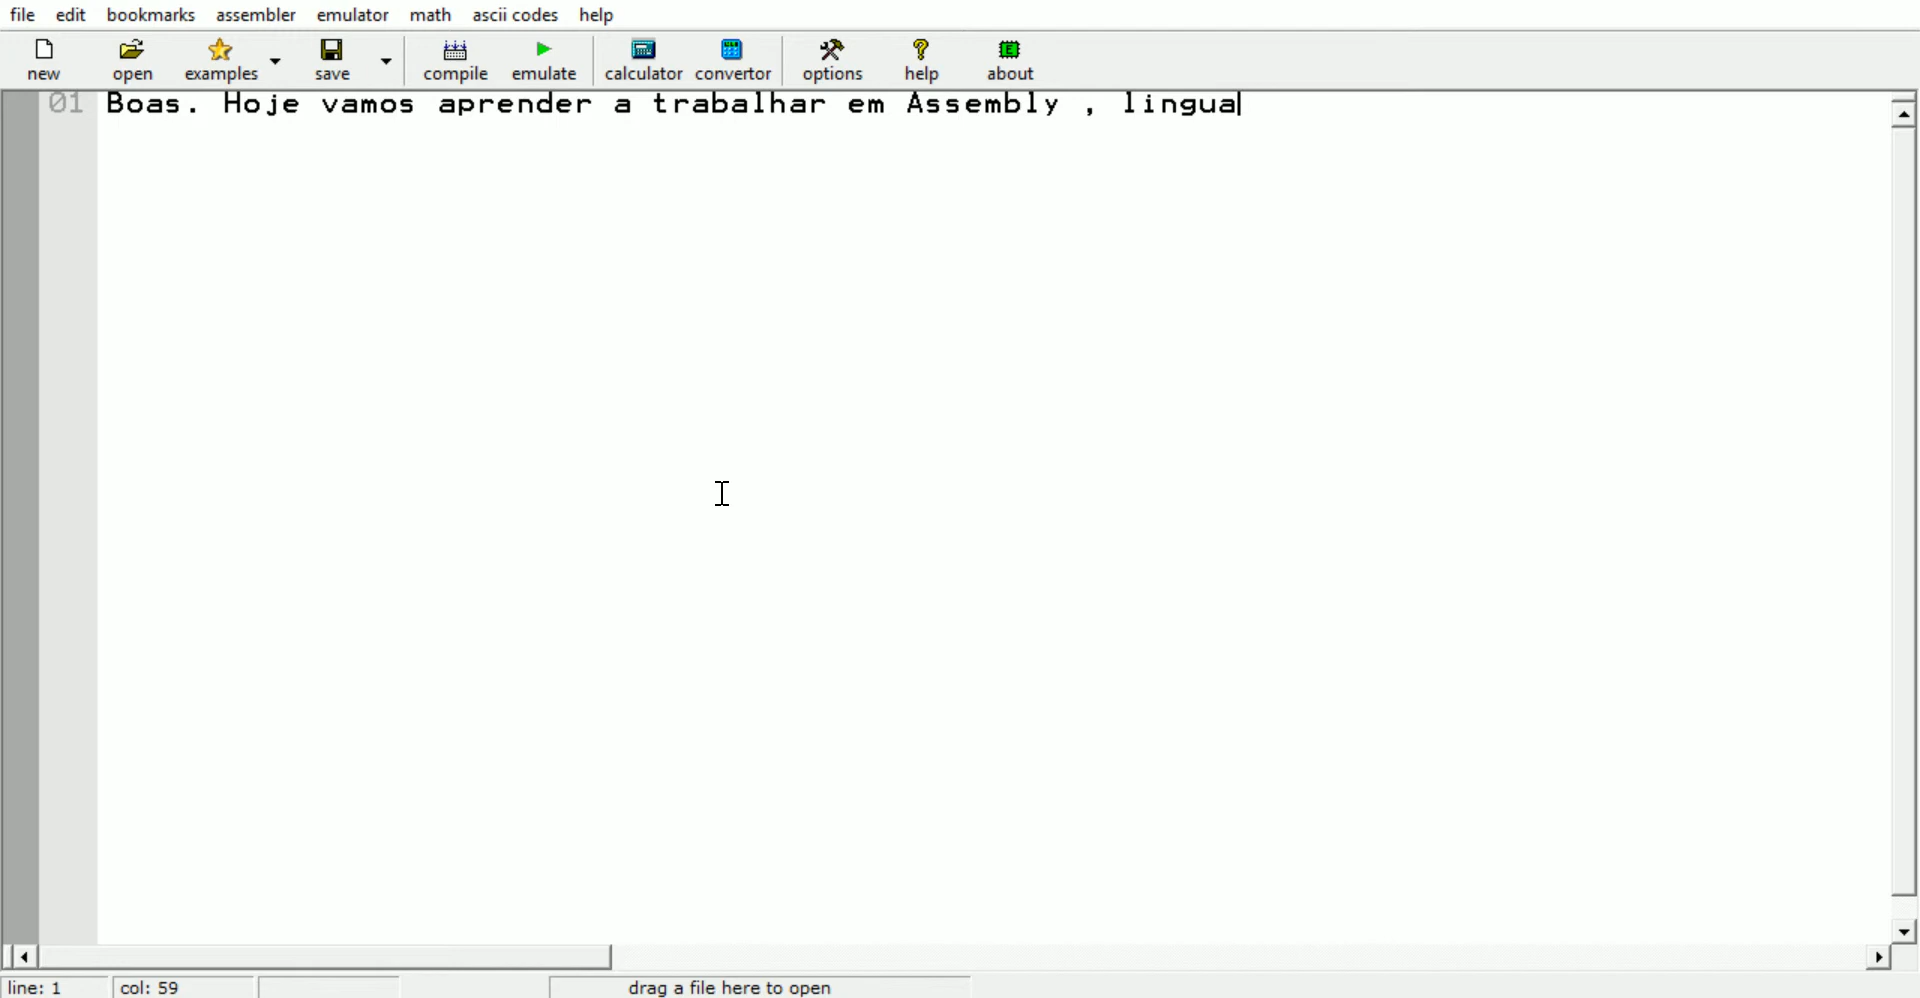 file edit bookmarks assembler emulator math ascii codes help
new open examples save compile emulate calculator convertor options help about
01 Boas. Hoje vamos aprender a trabalhar em Assembly , lingua
line: 1 col: 59 drag a file here to open